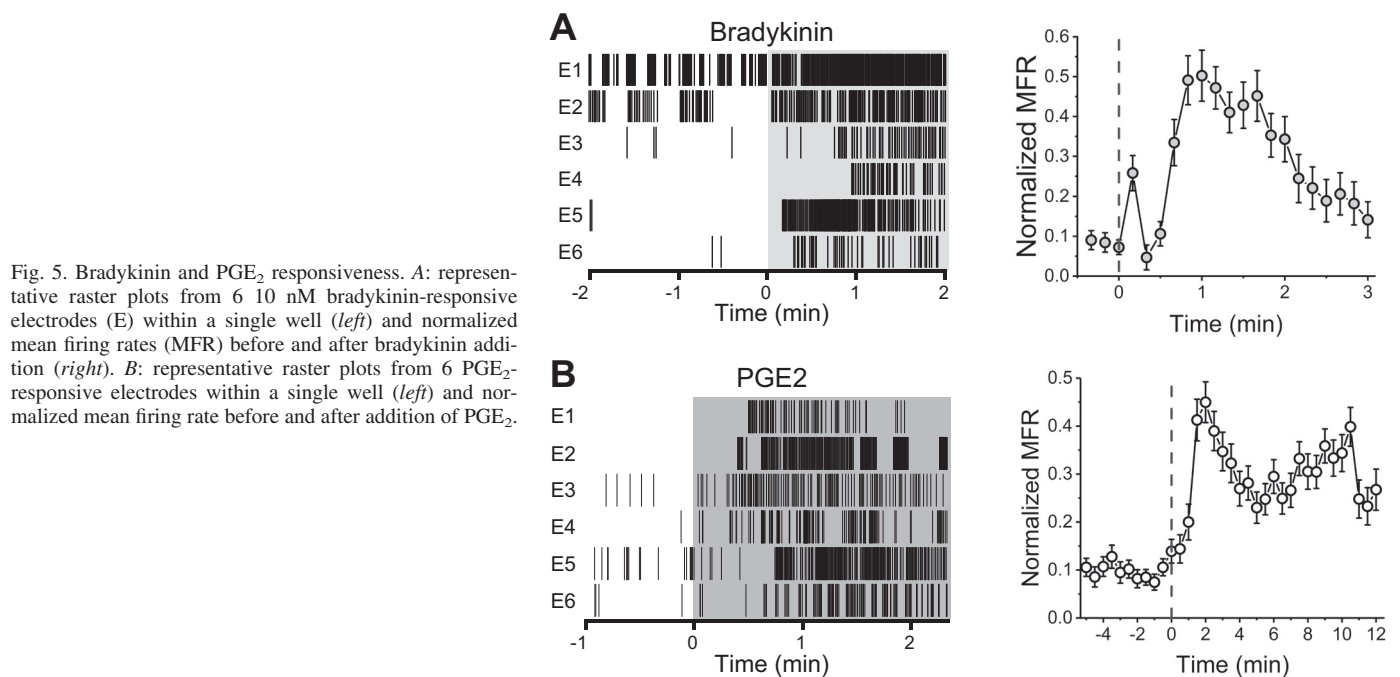 Fig. 5. Bradykinin and PGE2 responsiveness. A: represen-
tative raster plots from 6 10 nM bradykinin-responsive
electrodes (E) within a single well (left) and normalized
mean firing rates (MFR) before and after bradykinin addi-
tion (right). B: representative raster plots from 6 PGE2-
responsive electrodes within a single well (left) and nor-
malized mean firing rate before and after addition of PGE2.
A
Bradykinin
E1
E2
E3
E4
E5
E6
-2 -1 0 1 2
Time (min)
Normalized MFR
0.6
0.5
0.4
0.3
0.2
0.1
0.0
0 1 2 3
Time (min)
B
PGE2
E1
E2
E3
E4
E5
E6
-1 0 1 2
Time (min)
Normalized MFR
0.5
0.4
0.3
0.2
0.1
0.0
-4 -2 0 2 4 6 8 10 12
Time (min)